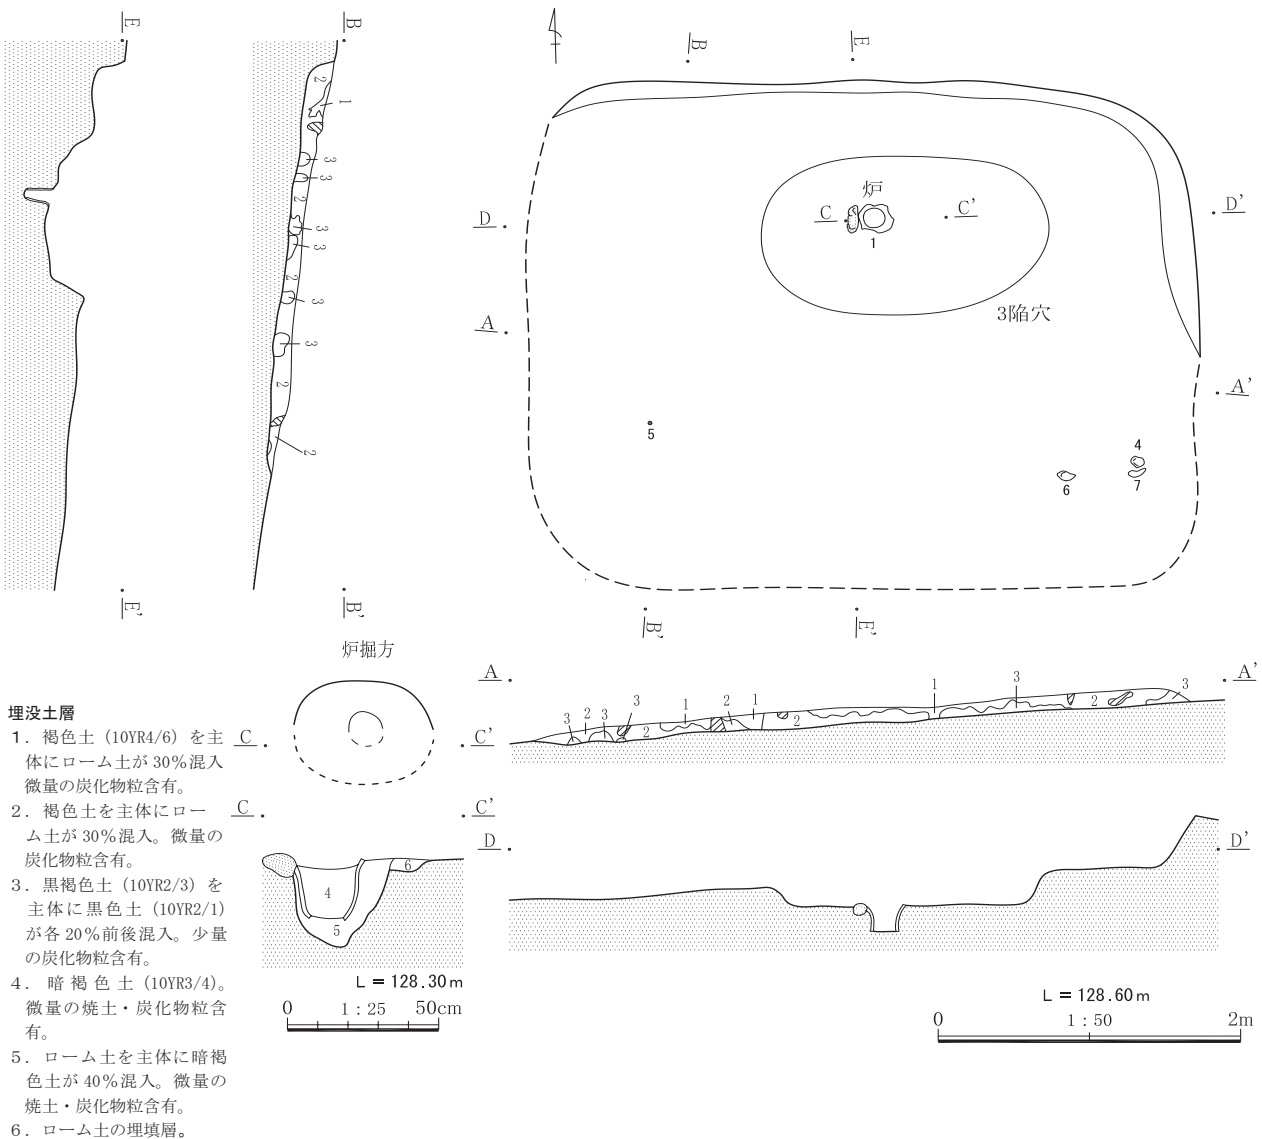 E
B
B
E
D
D'
炉
C
C'
1
3陥穴
A
A'
5
4
6
7
2
1
3
3
2
3
3
2
3
3
2
2
E'
B'
B'
E'
炉掘方
C
C'
A
A'
3
2
3
3
2
1
2
1
2
1
3
2
3
C
C'
4
5
6
D
D'
L = 128.30m
0 1:25 50cm
L = 128.60m
0 1:50 2m
埋没土層
1. 褐色土（10YR4/6）を主
体にローム土が30％混入
微量の炭化物粒含有。
2. 褐色土を主体にロー
ム土が30％混入。微量の
炭化物粒含有。
3. 黒褐色土（10YR2/3）を
主体に黒色土（10YR2/1）
が各20％前後混入。少量
の炭化物粒含有。
4. 暗褐色土（10YR3/4）。
微量の焼土・炭化物粒含
有。
5. ローム土を主体に暗褐
色土が40％混入。微量の
焼土・炭化物粒含有。
6. ローム土の埋填層。